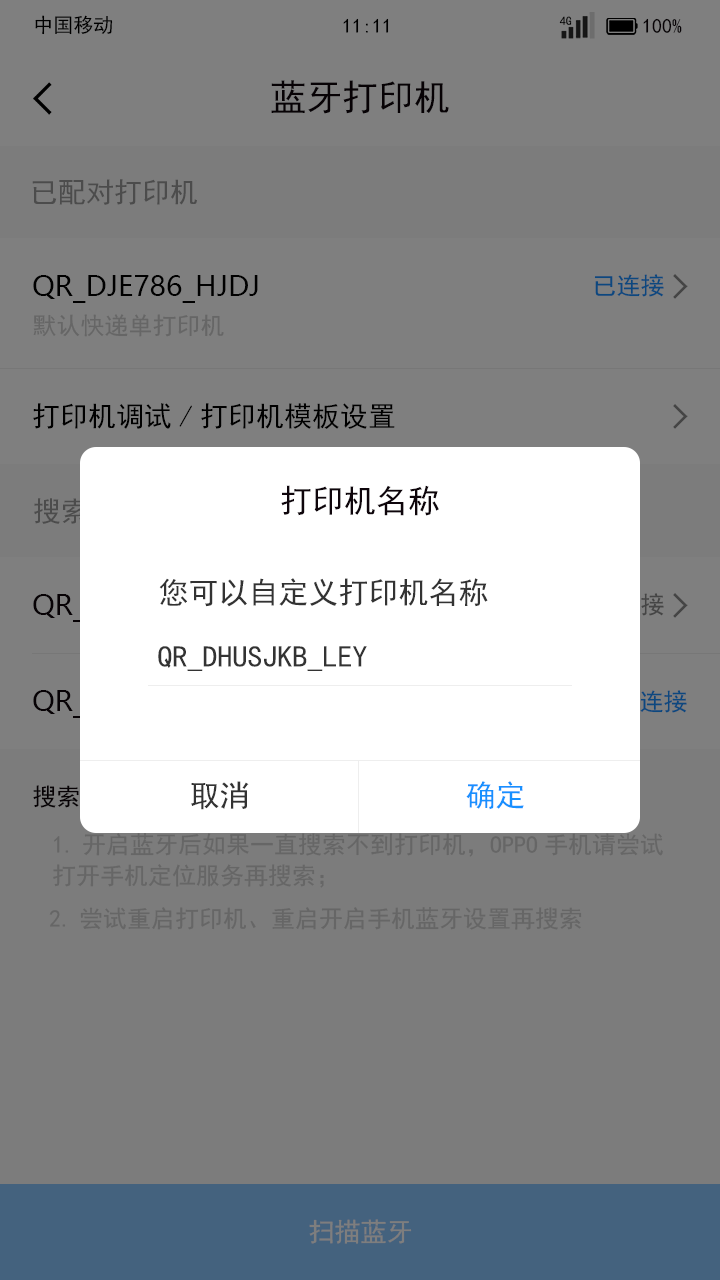 中国移动 11:11 4G 100%
蓝牙打印机
已配对打印机
QR_DJE786_HJDJ 已连接
默认快递单打印机
打印机调试 / 打印机模板设置
搜索
打印机名称
您可以自定义打印机名称
QR_ 接
QR_DHUSJKB_LEY
QR_ 连接
取消 确定
搜索
1. 开启蓝牙后如果一直搜索不到打印机，OPPO 手机请尝试
打开手机定位服务再搜索；
2. 尝试重启打印机、重启开启手机蓝牙设置再搜索
扫描蓝牙